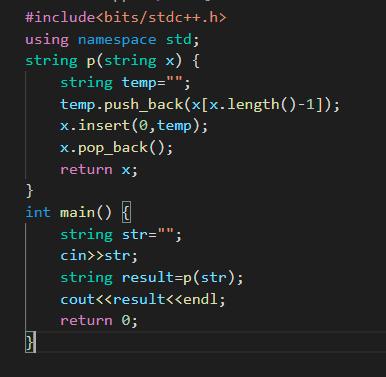 #include<bits/stdc++.h>
using namespace std;
string p(string x) {
    string temp="";
    temp.push_back(x[x.length()-1]);
    x.insert(0,temp);
    x.pop_back();
    return x;
}
int main() {
    string str="";
    cin>>str;
    string result=p(str);
    cout<<result<<endl;
    return 0;
}